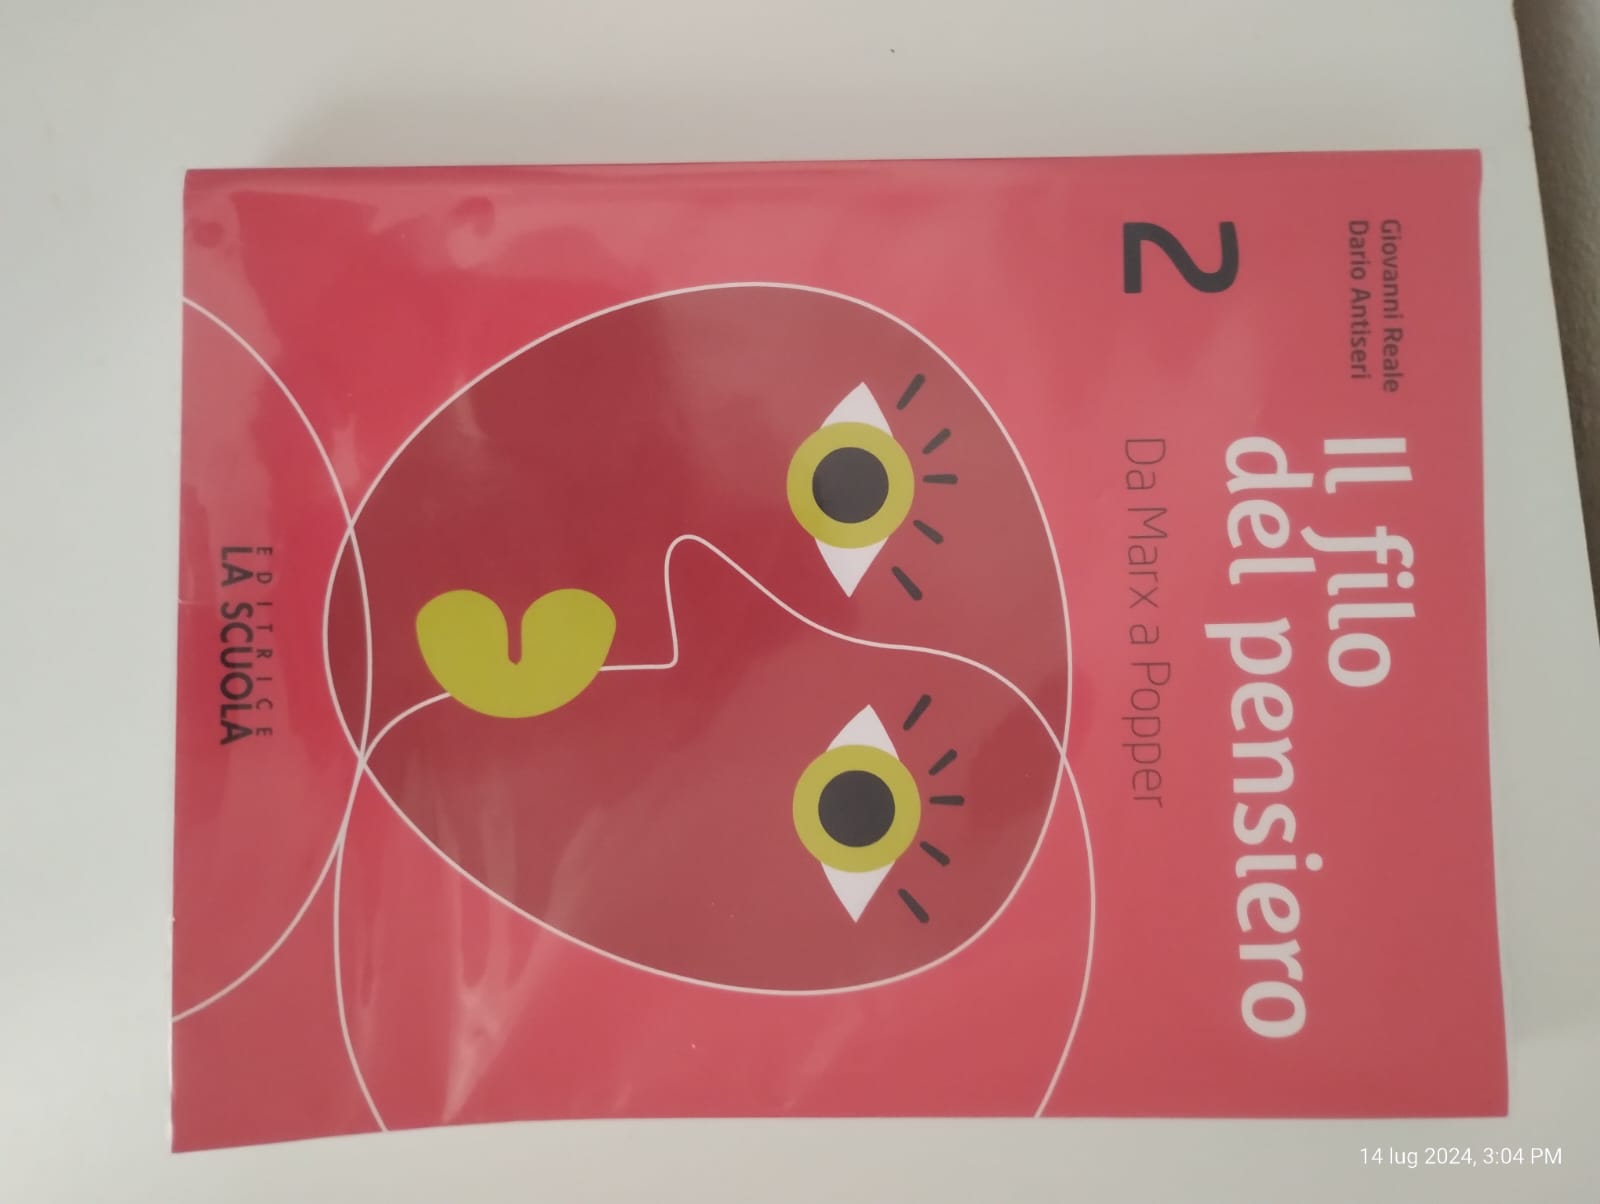 Giovanni Reale
Dario Antiseri
Il filo
del pensiero
2
Da Marx a Popper
EDITRICE
LA SCUOLA
14 lug 2024, 3:04 PM